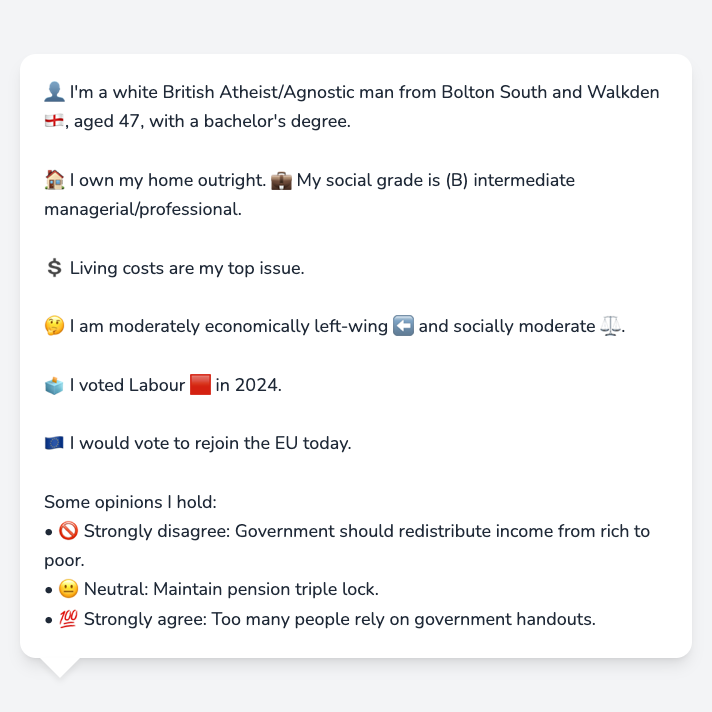 👤 I'm a white British Atheist/Agnostic man from Bolton South and Walkden
🏴󠁧󠁢󠁥󠁮󠁧󠁿, aged 47, with a bachelor's degree.
🏠 I own my home outright. 💼 My social grade is (B) intermediate
managerial/professional.
💲 Living costs are my top issue.
🤔 I am moderately economically left-wing ⬅️ and socially moderate ⚖️.
🗳️ I voted Labour 🟥 in 2024.
🇪🇺 I would vote to rejoin the EU today.
Some opinions I hold:
• 🚫 Strongly disagree: Government should redistribute income from rich to
poor.
• 😐 Neutral: Maintain pension triple lock.
• 💯 Strongly agree: Too many people rely on government handouts.